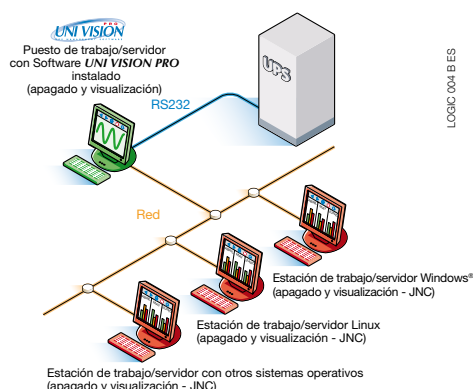 UNI VISION
PRO
Puesto de trabajo/servidor
con Software UNI VISION PRO
instalado
(apagado y visualización)
RS232
UPS
LOGIC 004 B ES
Red
Estación de trabajo/servidor Windows®
(apagado y visualización - JNC)
Estación de trabajo/servidor Linux
(apagado y visualización - JNC)
Estación de trabajo/servidor con otros sistemas operativos
(apagado y visualización - JNC)